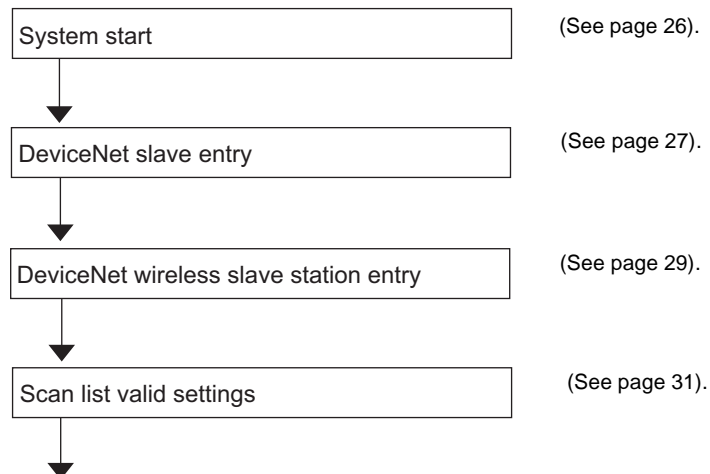 System start (See page 26).
DeviceNet slave entry (See page 27).
DeviceNet wireless slave station entry (See page 29).
Scan list valid settings (See page 31).